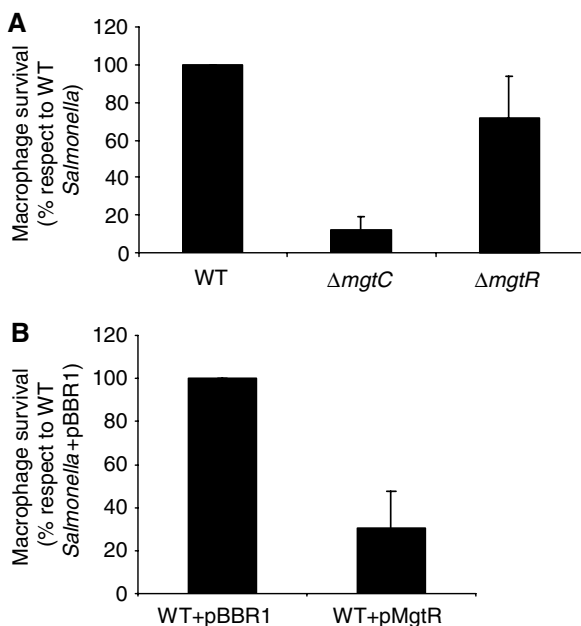 A
Macrophage survival
(% respect to WT
Salmonella)
120
100
80
60
40
20
0
WT
ΔmgtC
ΔmgtR
B
Macrophage survival
(% respect to WT
Salmonella+pBBR1)
120
100
80
60
40
20
0
WT+pBBR1
WT+pMgtR